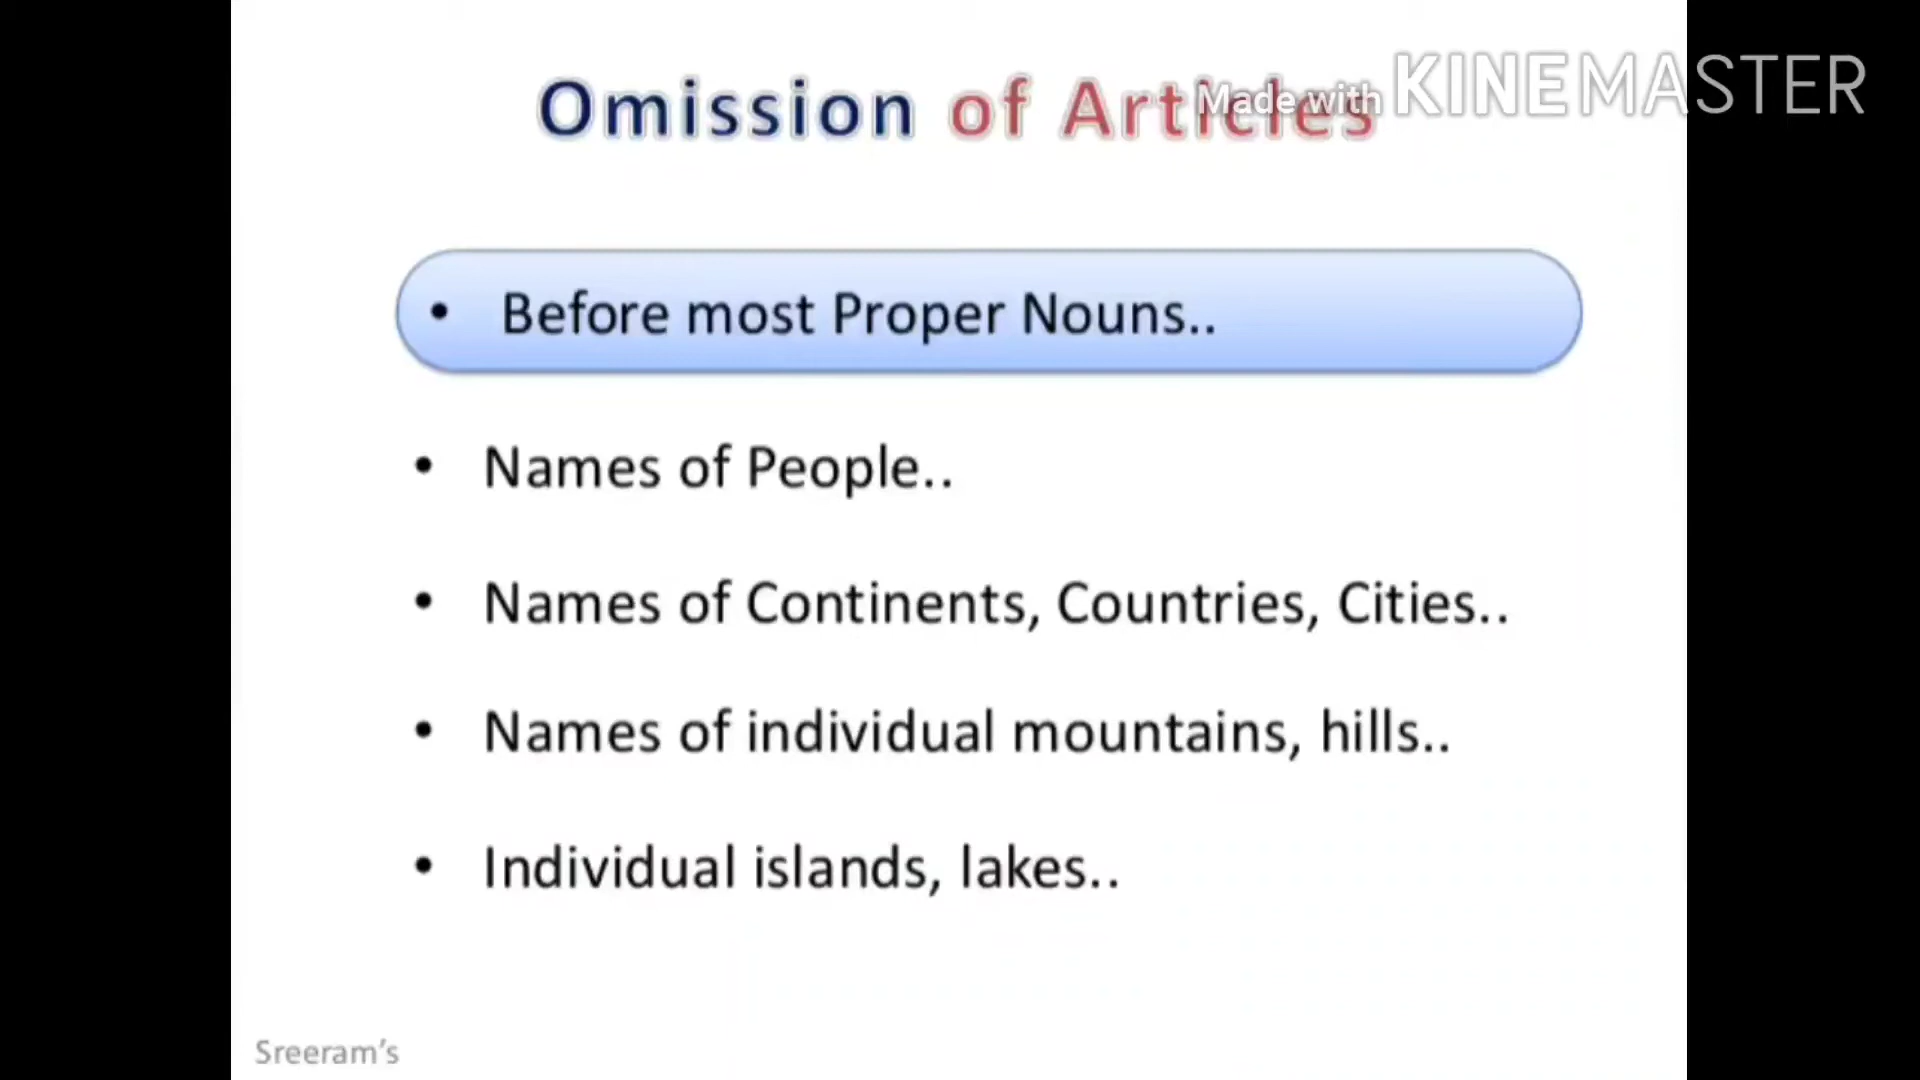 Omission of Articles
Made with KINEMASTER
• Before most Proper Nouns..
• Names of People..
• Names of Continents, Countries, Cities..
• Names of individual mountains, hills..
• Individual islands, lakes..
Sreeram’s